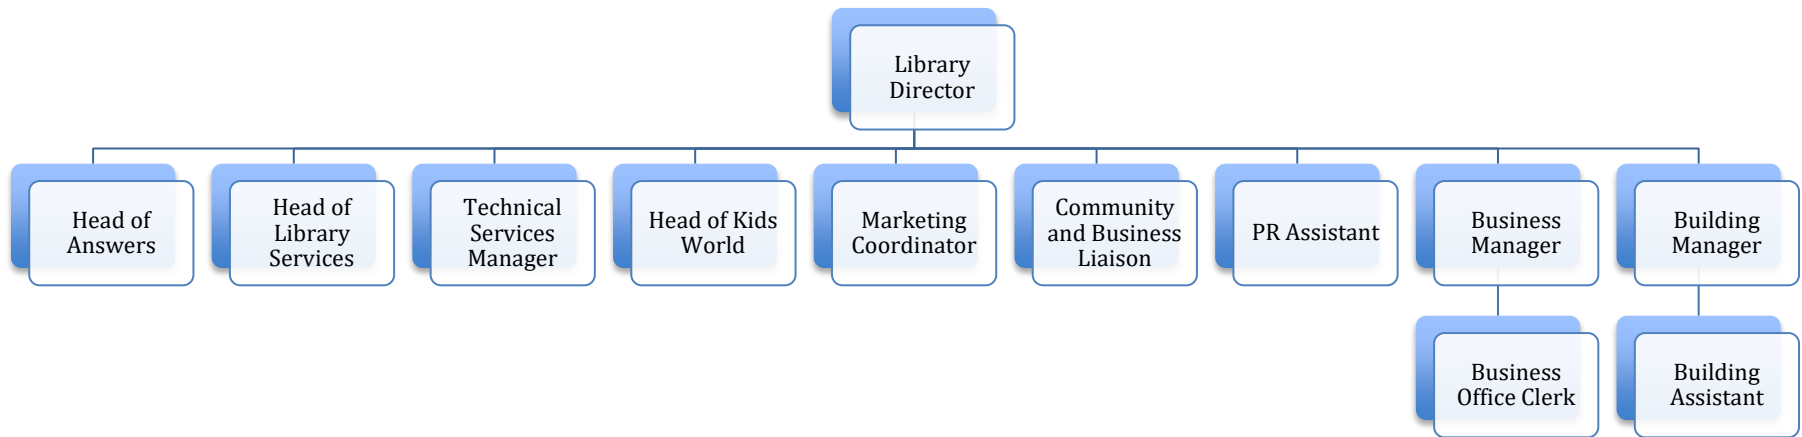 Library
Director
Head of
Answers
Head of
Library
Services
Technical
Services
Manager
Head of Kids
World
Marketing
Coordinator
Community
and Business
Liaison
PR Assistant
Business
Manager
Building
Manager
Business
Office Clerk
Building
Assistant